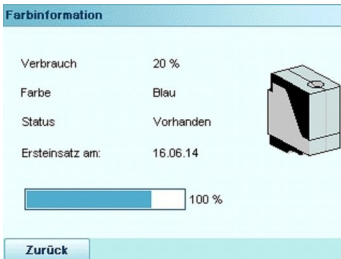 Farbinformation
Verbrauch 20 %
Farbe Blau
Status Vorhanden
Ersteinsatz am: 16.06.14
100 %
Zurück